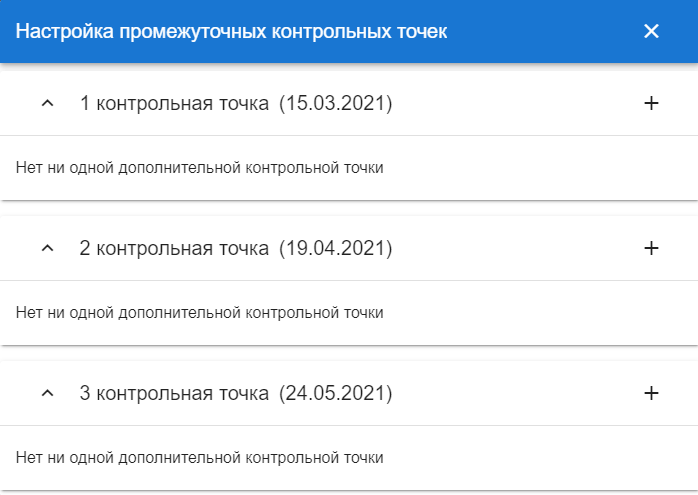 Настройка промежуточных контрольных точек
1 контрольная точка (15.03.2021)
Нет ни одной дополнительной контрольной точки
2 контрольная точка (19.04.2021)
Нет ни одной дополнительной контрольной точки
3 контрольная точка (24.05.2021)
Нет ни одной дополнительной контрольной точки